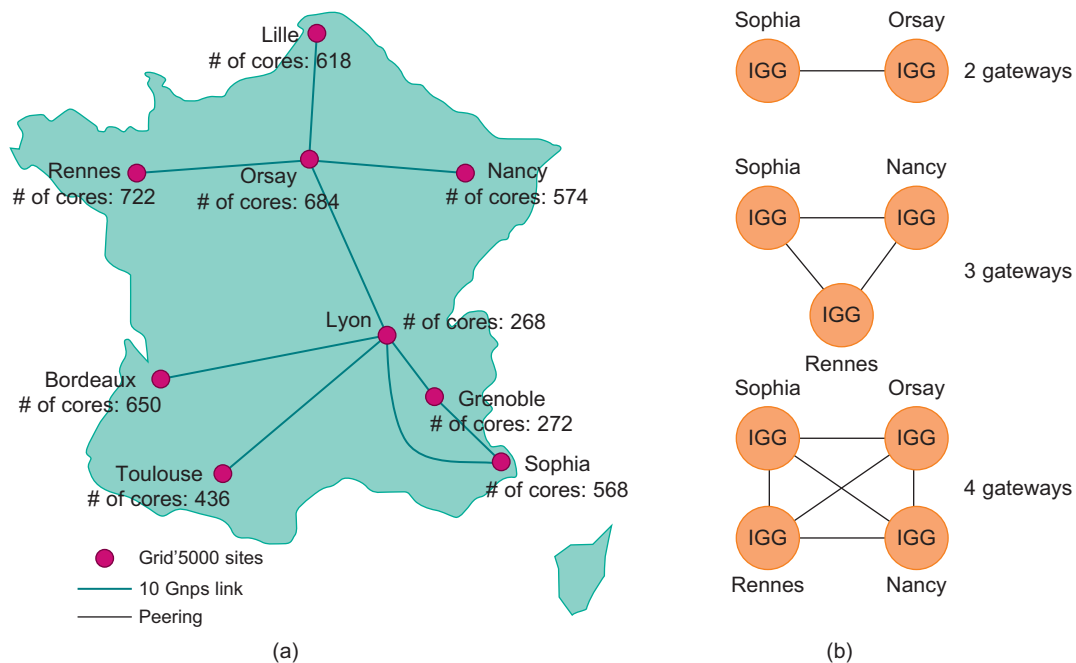 Lille
# of cores: 618
Rennes
# of cores: 722
Orsay
# of cores: 684
Nancy
# of cores: 574
Lyon
# of cores: 268
Bordeaux
# of cores: 650
Grenoble
# of cores: 272
Toulouse
# of cores: 436
Sophia
# of cores: 568
Grid'5000 sites
10 Gnps link
Peering
(a)
Sophia Orsay
IGG IGG 2 gateways
Sophia Nancy
IGG IGG
3 gateways
IGG
Rennes
Sophia Orsay
IGG IGG
4 gateways
IGG IGG
Rennes Nancy
(b)